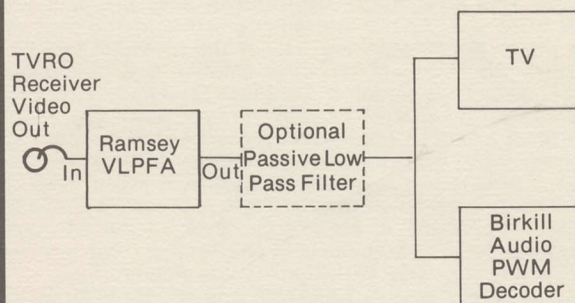 TVRO
Receiver
Video
Out
In
Ramsey
VLPFA
Out
Optional
Passive Low
Pass Filter
TV
Birkill
Audio
PWM
Decoder